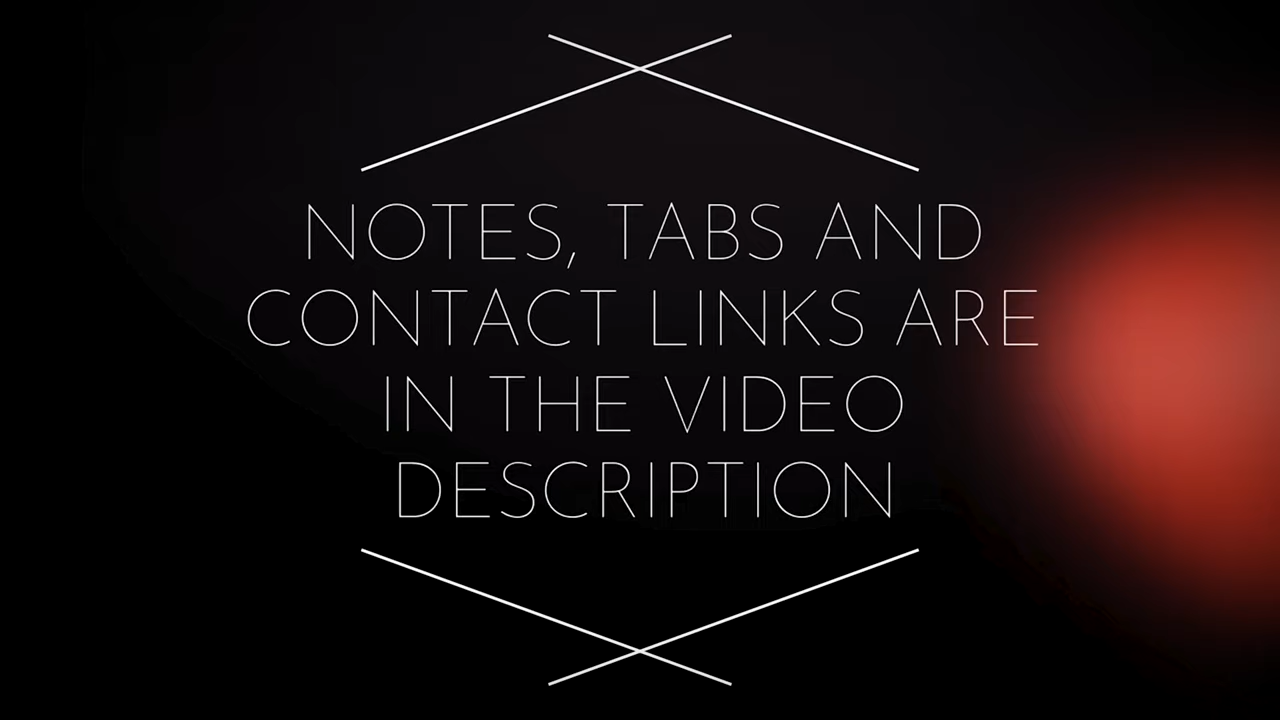 NOTES, TABS AND
CONTACT LINKS ARE
IN THE VIDEO
DESCRIPTION